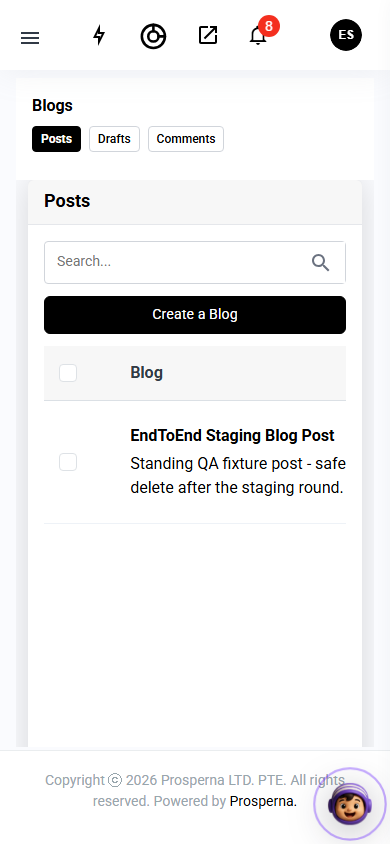 8
ES
Blogs
Posts
Drafts
Comments
Posts
Search...
Create a Blog
Blog
EndToEnd Staging Blog Post
Standing QA fixture post - safe
delete after the staging round.
Copyright © 2026 Prosperna LTD. PTE. All rights
reserved. Powered by Prosperna.